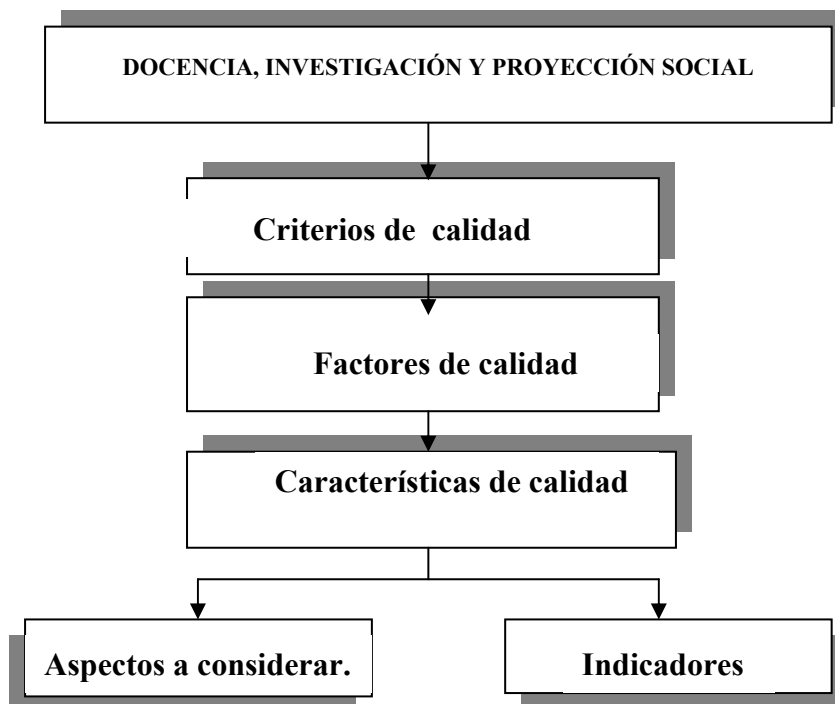 DOCENCIA, INVESTIGACIÓN Y PROYECCIÓN SOCIAL
Criterios de calidad
Factores de calidad
Características de calidad
Aspectos a considerar.
Indicadores